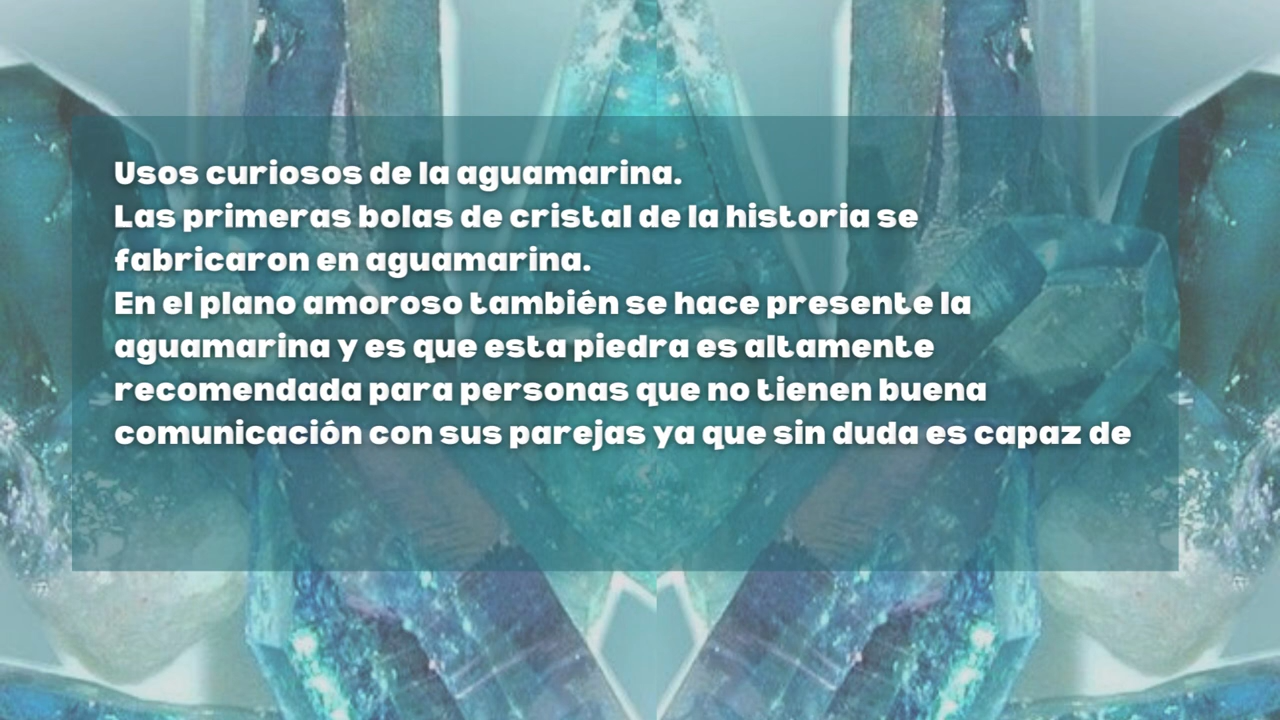 Usos curiosos de la aguamarina.
Las primeras bolas de cristal de la historia se
fabricaron en aguamarina.
En el plano amoroso también se hace presente la
aguamarina y es que esta piedra es altamente
recomendada para personas que no tienen buena
comunicación con sus parejas ya que sin duda es capaz de